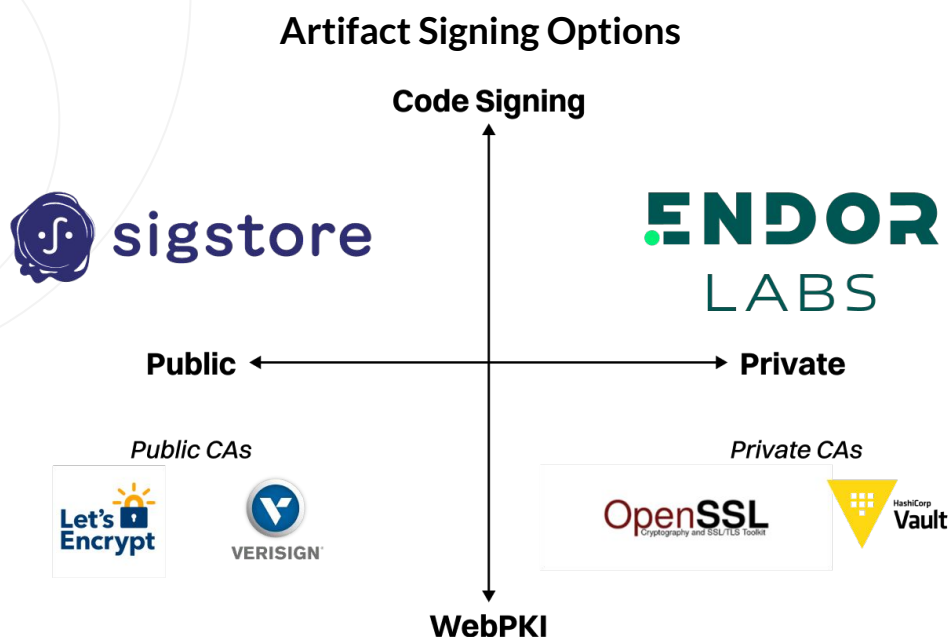 Artifact Signing Options
Code Signing
sigstore
ENDOR
LABS
Public
Private
Public CAs
Private CAs
Let's
Encrypt
VERISIGN
OpenSSL
Cryptography and SSL/TLS Toolkit
HashiCorp
Vault
WebPKI